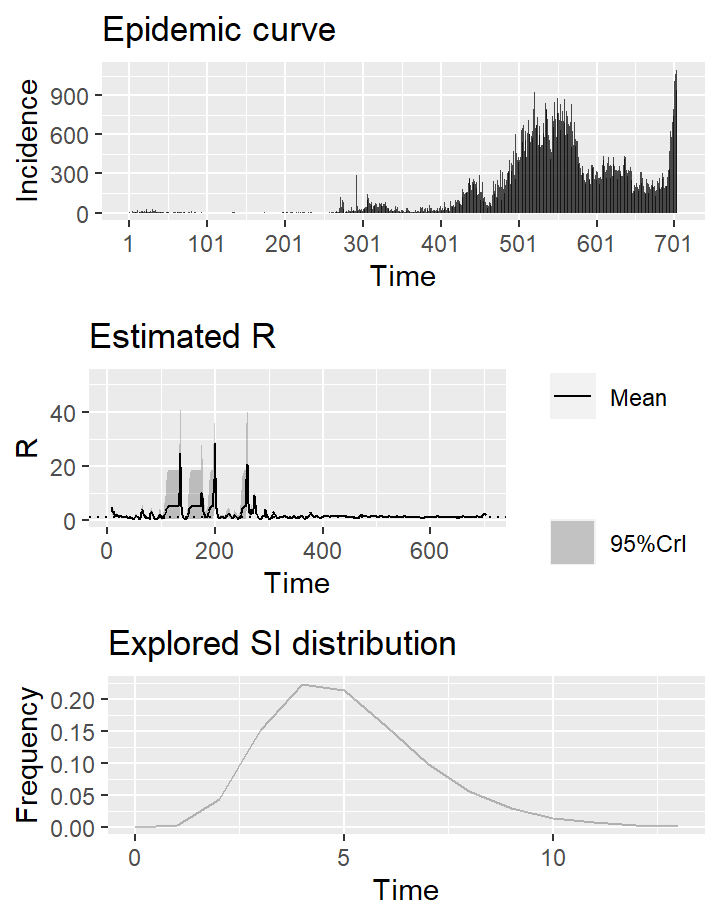 Epidemic curve
Incidence
900
600
300
0
1 101 201 301 401 501 601 701
Time
Estimated R
R
40
20
0
0 200 400 600
Time
Mean
95%CrI
Explored SI distribution
Frequency
0.20
0.15
0.10
0.05
0.00
0 5 10
Time